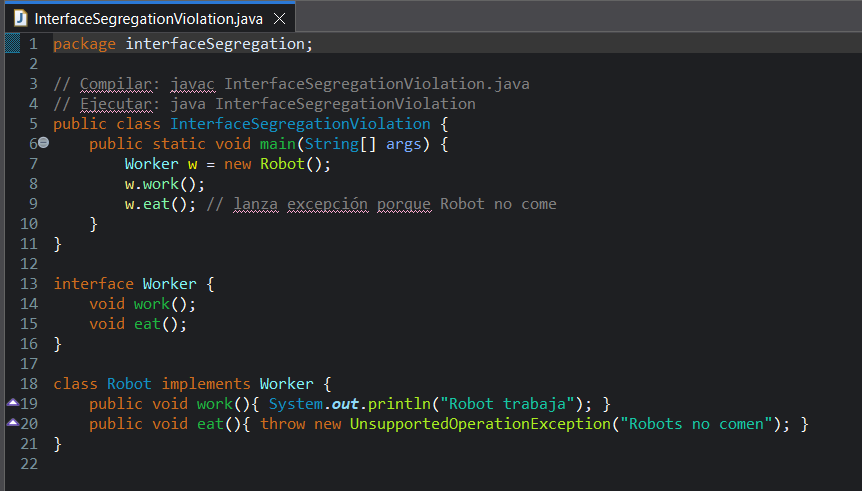 InterfaceSegregationViolation.java
1 package interfaceSegregation;
2
3 // Compilar: javac InterfaceSegregationViolation.java
4 // Ejecutar: java InterfaceSegregationViolation
5 public class InterfaceSegregationViolation {
6     public static void main(String[] args) {
7         Worker w = new Robot();
8         w.work();
9         w.eat(); // lanza excepción porque Robot no come
10     }
11 }
12
13 interface Worker {
14     void work();
15     void eat();
16 }
17
18 class Robot implements Worker {
19     public void work(){ System.out.println("Robot trabaja"); }
20     public void eat(){ throw new UnsupportedOperationException("Robots no comen"); }
21 }
22